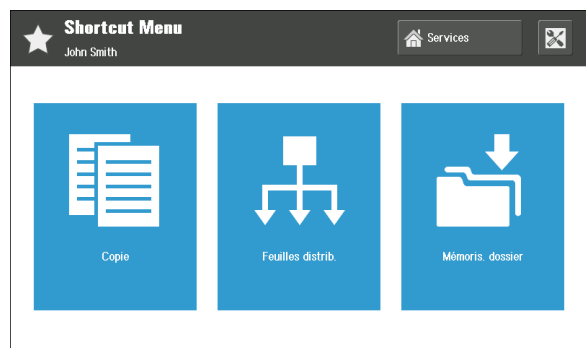 Shortcut Menu
John Smith
Services
Copie
Feuilles distrib.
Mémoris. dossier